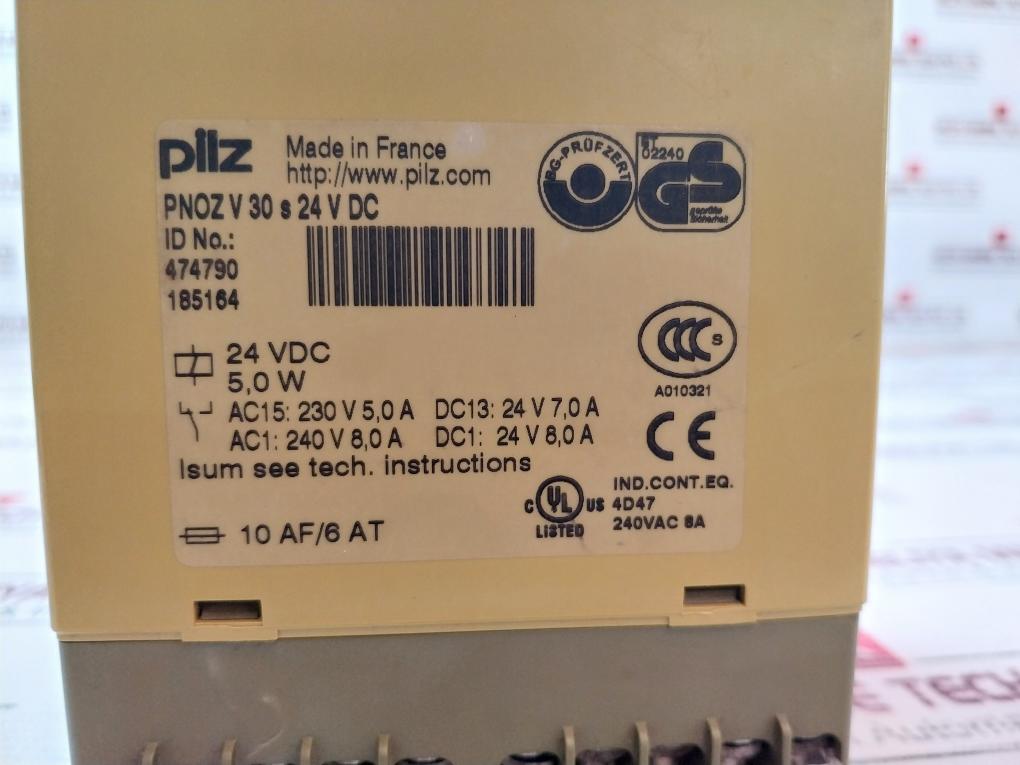 pilz
Made in France
http://www.pilz.com
PNOZ V 30 s 24 V DC
ID No.:
474790
185164
BG-PRÜFZERT
ET
02240
GS
geprüfte
Sicherheit
24 VDC
5,0 W
AC15: 230 V 5,0 A DC13: 24 V 7,0 A
AC1: 240 V 8,0 A DC1: 24 V 8,0 A
Isum see tech. instructions
10 AF/6 AT
CCC S
A010321
CE
C UL US
LISTED
IND.CONT.EQ.
4D47
240VAC 8A